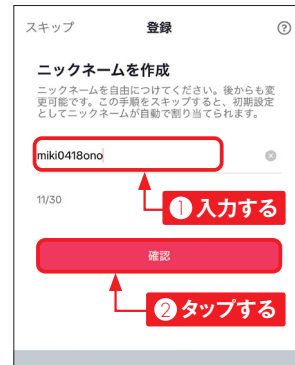 スキップ 登録 ?
ニックネームを作成
ニックネームを自由につけてください。後からも変
更可能です。この手順をスキップすると、初期設定
としてニックネームが自動で割り当てられます。
miki0418ono
11/30
①入力する
確認
②タップする